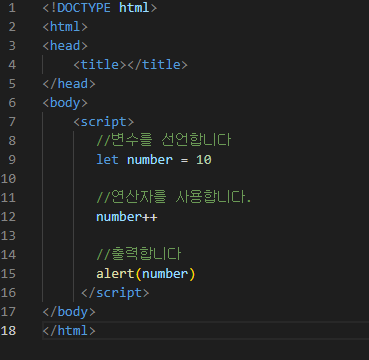 1 <!DOCTYPE html>
2 <html>
3 <head>
4 <title></title>
5 </head>
6 <body>
7 <script>
8 //변수를 선언합니다
9 let number = 10
10
11 //연산자를 사용합니다.
12 number++
13
14 //출력합니다
15 alert(number)
16 </script>
17 </body>
18 </html>